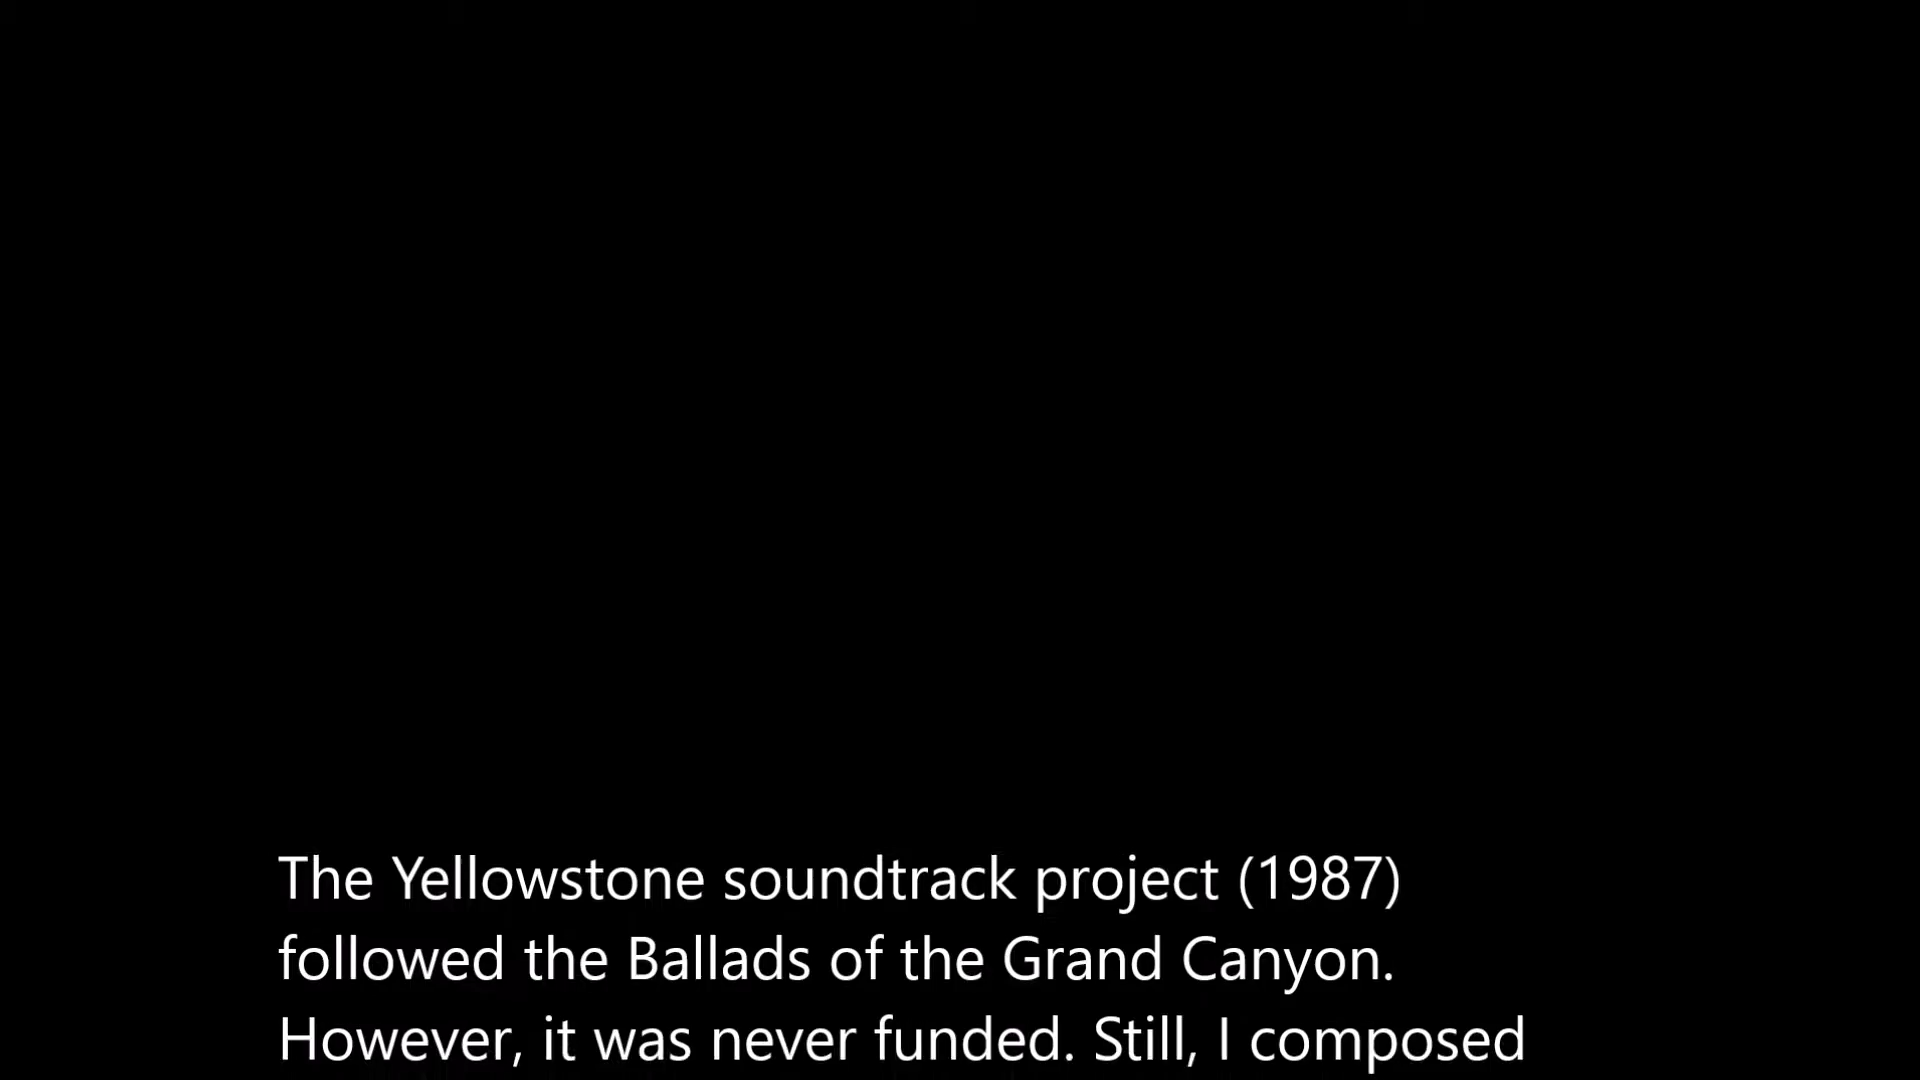 The Yellowstone soundtrack project (1987)
followed the Ballads of the Grand Canyon.
However, it was never funded. Still, I composed